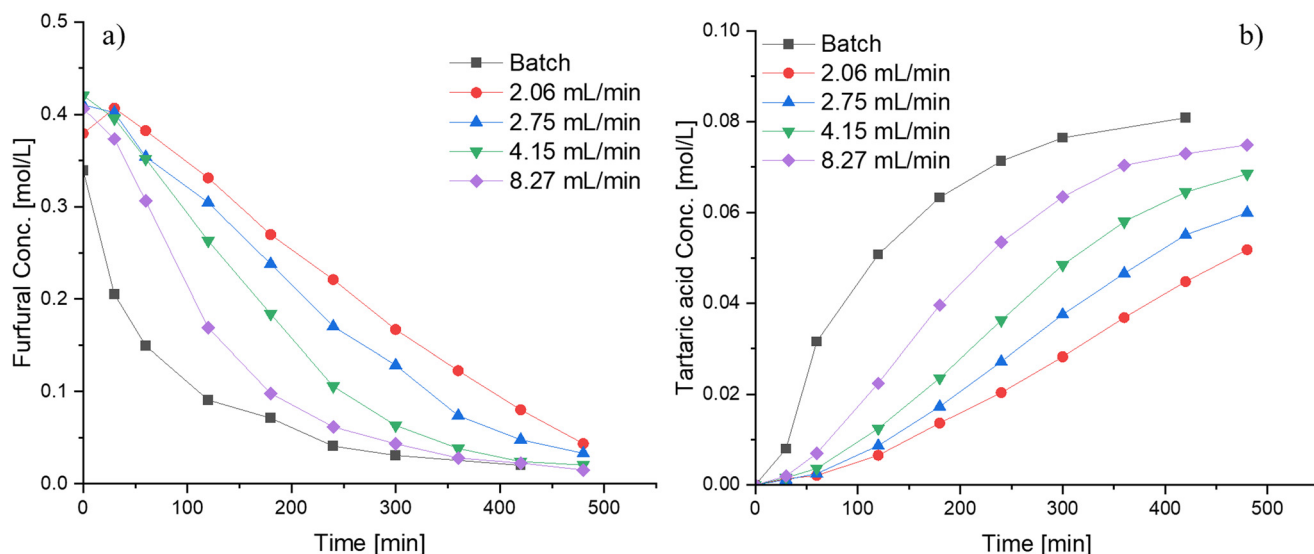 a)
Furfural Conc. [mol/L]
0.5
0.4
0.3
0.2
0.1
0.0
Batch
2.06 mL/min
2.75 mL/min
4.15 mL/min
8.27 mL/min
0
100
200
300
400
500
Time [min]
b)
Tartaric acid Conc. [mol/L]
0.10
0.08
0.06
0.04
0.02
0.00
Batch
2.06 mL/min
2.75 mL/min
4.15 mL/min
8.27 mL/min
0
100
200
300
400
500
Time [min]